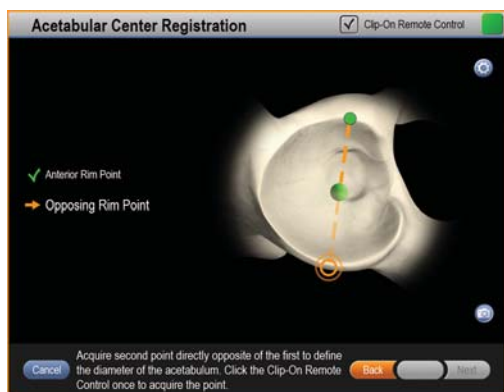 Acetabular Center Registration
Clip-On Remote Control
Anterior Rim Point
Opposing Rim Point
Acquire second point directly opposite of the first to define
the diameter of the acetabulum. Click the Clip-On Remote
Control once to acquire the point.
Cancel
Back
Next